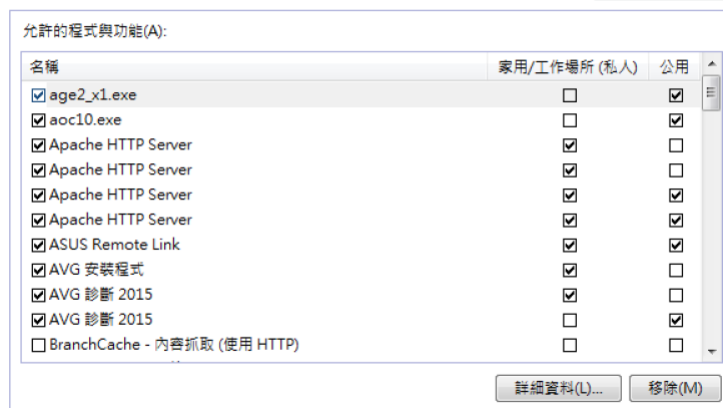 允許的程式與功能(A):
名稱 家用/工作場所 (私人) 公用
age2_x1.exe
aoc10.exe
Apache HTTP Server
Apache HTTP Server
Apache HTTP Server
Apache HTTP Server
ASUS Remote Link
AVG 安裝程式
AVG 診斷 2015
AVG 診斷 2015
BranchCache - 內容抓取 (使用 HTTP)
詳細資料(L)... 移除(M)